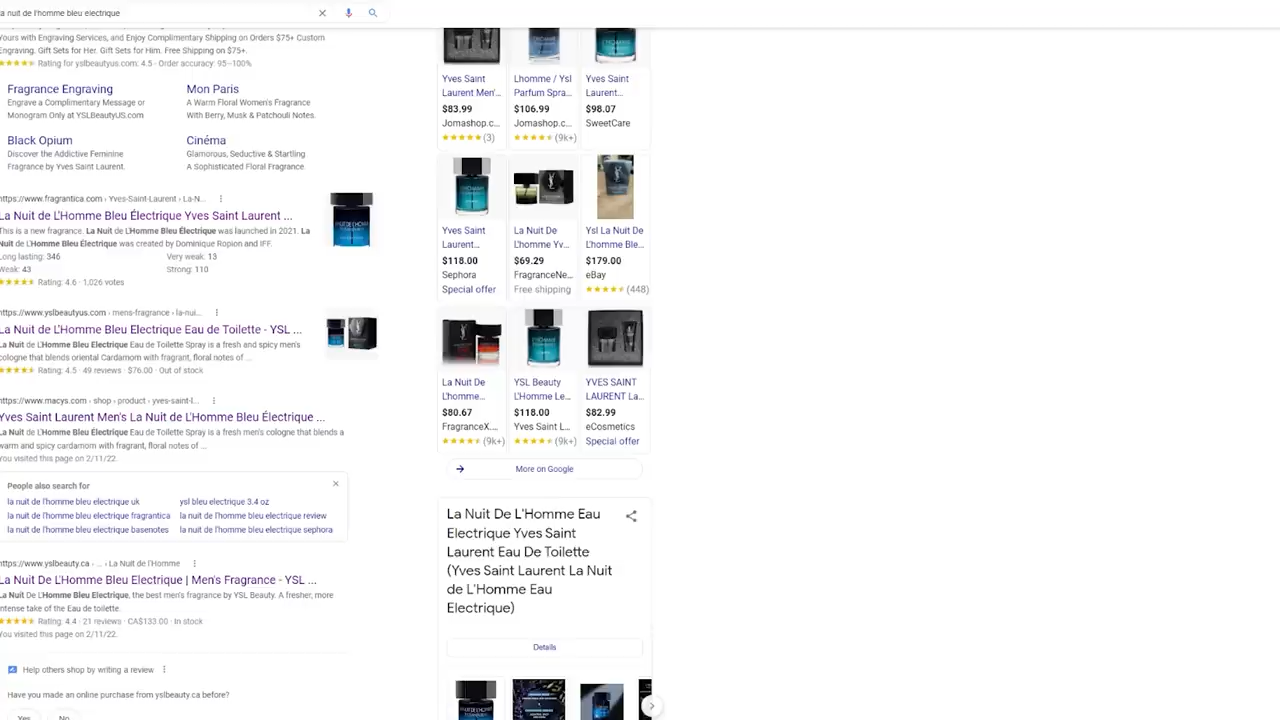 la nuit de l'homme bleu electrique
Yours with Engraving Services, and Enjoy Complimentary Shipping on Orders $75+ Custom
Engraving. Gift Sets for Her. Gift Sets for Him. Free Shipping on $75+.
Rating for yslbeautyus.com: 4.5 · Order accuracy: 95–100%
Fragrance Engraving
Engrave a Complimentary Message or
Monogram Only at YSLBeautyUS.com
Mon Paris
A Warm Floral Women's Fragrance
With Berry, Musk & Patchouli Notes.
Black Opium
Discover the Addictive Feminine
Fragrance by Yves Saint Laurent.
Cinéma
Glamorous, Seductive & Startling
A Sophisticated Floral Fragrance.
https://www.fragrantica.com › Yves-Saint-Laurent › La-N...
La Nuit de L'Homme Bleu Électrique Yves Saint Laurent ...
This is a new fragrance. La Nuit de L'Homme Bleu Électrique was launched in 2021. La
Nuit de L'Homme Bleu Électrique was created by Dominique Ropion and IFF.
Long lasting: 346
Very weak: 13
Weak: 43
Strong: 110
Rating: 4.6 · 1,026 votes
https://www.yslbeautyus.com › mens-fragrance › la-nui...
La Nuit de L'Homme Bleu Electrique Eau de Toilette - YSL ...
La Nuit de L'Homme Bleu Electrique Eau de Toilette Spray is a fresh and spicy men's
cologne that blends oriental Cardamom with fragrant, floral notes of ...
Rating: 4.5 · 49 reviews · $76.00 · Out of stock
https://www.macys.com › shop › product › yves-saint-l...
Yves Saint Laurent Men's La Nuit de L'Homme Bleu Électrique ...
La Nuit de L'Homme Bleu Électrique Eau de Toilette Spray is a fresh men's cologne that blends a
warm and spicy cardamom with fragrant, floral notes of ...
You visited this page on 2/11/22.
People also search for
la nuit de l'homme bleu electrique uk
ysl bleu electrique 3.4 oz
la nuit de l'homme bleu electrique fragrantica
la nuit de l'homme bleu electrique review
la nuit de l'homme bleu electrique basenotes
la nuit de l'homme bleu electrique sephora
https://www.yslbeauty.ca › ... › La Nuit de l'Homme
La Nuit De L'Homme Bleu Electrique | Men's Fragrance - YSL ...
La Nuit De L'Homme Bleu Electrique, the best men's fragrance by YSL Beauty. A fresher, more
intense take of the Eau de toilette.
Rating: 4.4 · 21 reviews · CA$133.00 · In stock
You visited this page on 2/11/22.
Help others shop by writing a review
Have you made an online purchase from yslbeauty.ca before?
Yes
No
Yves Saint
Laurent Men'...
$83.99
Jomashop.c...
(3)
Lhomme / Ysl
Parfum Spra...
$106.99
Jomashop.c...
(9k+)
Yves Saint
Laurent...
$98.07
SweetCare
Yves Saint
Laurent...
$118.00
Sephora
Special offer
La Nuit De
L'homme Yv...
$69.29
FragranceNe...
Free shipping
Ysl La Nuit De
L'homme Ble...
$179.00
eBay
(448)
La Nuit De
L'homme...
$80.67
FragranceX....
(9k+)
YSL Beauty
L'Homme Le...
$118.00
Yves Saint L...
(9k+)
YVES SAINT
LAURENT La...
$82.99
eCosmetics
Special offer
More on Google
La Nuit De L'Homme Eau
Electrique Yves Saint
Laurent Eau De Toilette
(Yves Saint Laurent La Nuit
de L'Homme Eau
Electrique)
Details